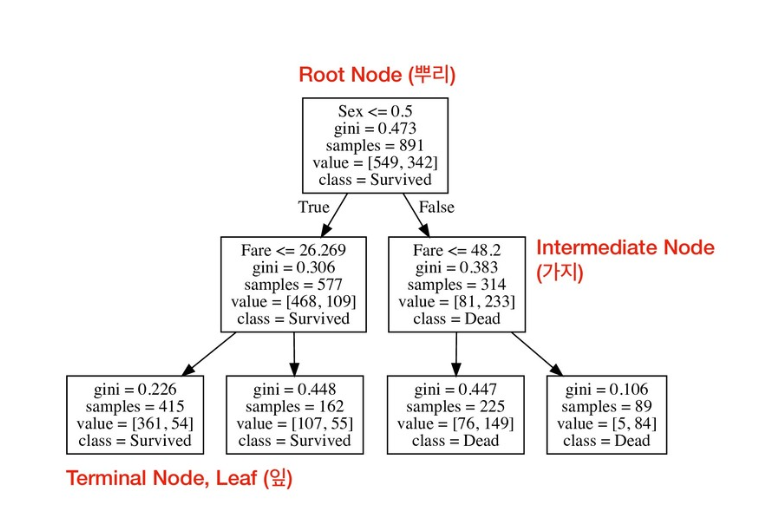 Root Node (뿌리)
Sex <= 0.5
gini = 0.473
samples = 891
value = [549, 342]
class = Survived
True
False
Fare <= 26.269
gini = 0.306
samples = 577
value = [468, 109]
class = Survived
Fare <= 48.2
gini = 0.383
samples = 314
value = [81, 233]
class = Dead
Intermediate Node
(가지)
gini = 0.226
samples = 415
value = [361, 54]
class = Survived
gini = 0.448
samples = 162
value = [107, 55]
class = Survived
gini = 0.447
samples = 225
value = [76, 149]
class = Dead
gini = 0.106
samples = 89
value = [5, 84]
class = Dead
Terminal Node, Leaf (잎)